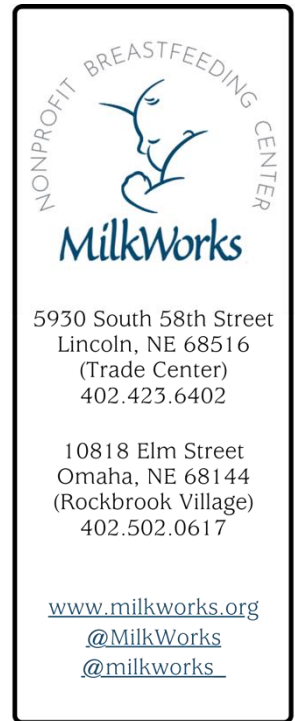 NONPROFIT BREASTFEEDING CENTER
MilkWorks
5930 South 58th Street
Lincoln, NE 68516
(Trade Center)
402.423.6402
10818 Elm Street
Omaha, NE 68144
(Rockbrook Village)
402.502.0617
www.milkworks.org
@MilkWorks
@milkworks_